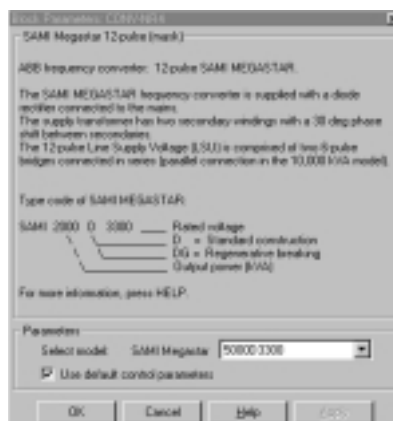 Block Parameters: CONV-NR4
SAMI Megastar 12-pulse (mask)
ABB frequency converter: 12-pulse SAMI MEGASTAR.
The SAMI MEGASTAR frequency converter is supplied with a diode
rectifier connected to the mains.
The supply transformer has two secondary windings with a 30 deg phase
shift between secondaries.
The 12-pulse Line Supply Voltage (LSU) is comprised of two 6-pulse
bridges connected in series (parallel connection in the 10,000 kVA model).
Type code of SAMI MEGASTAR:
SAMI 2000 D 3300 ____ Rated voltage
D = Standard construction
DG = Regenerative breaking
Output power (kVA)
For more information, press HELP.
Parameters
Select model: SAMI Megastar 5000D3300
Use default control parameters
OK Cancel Help Apply